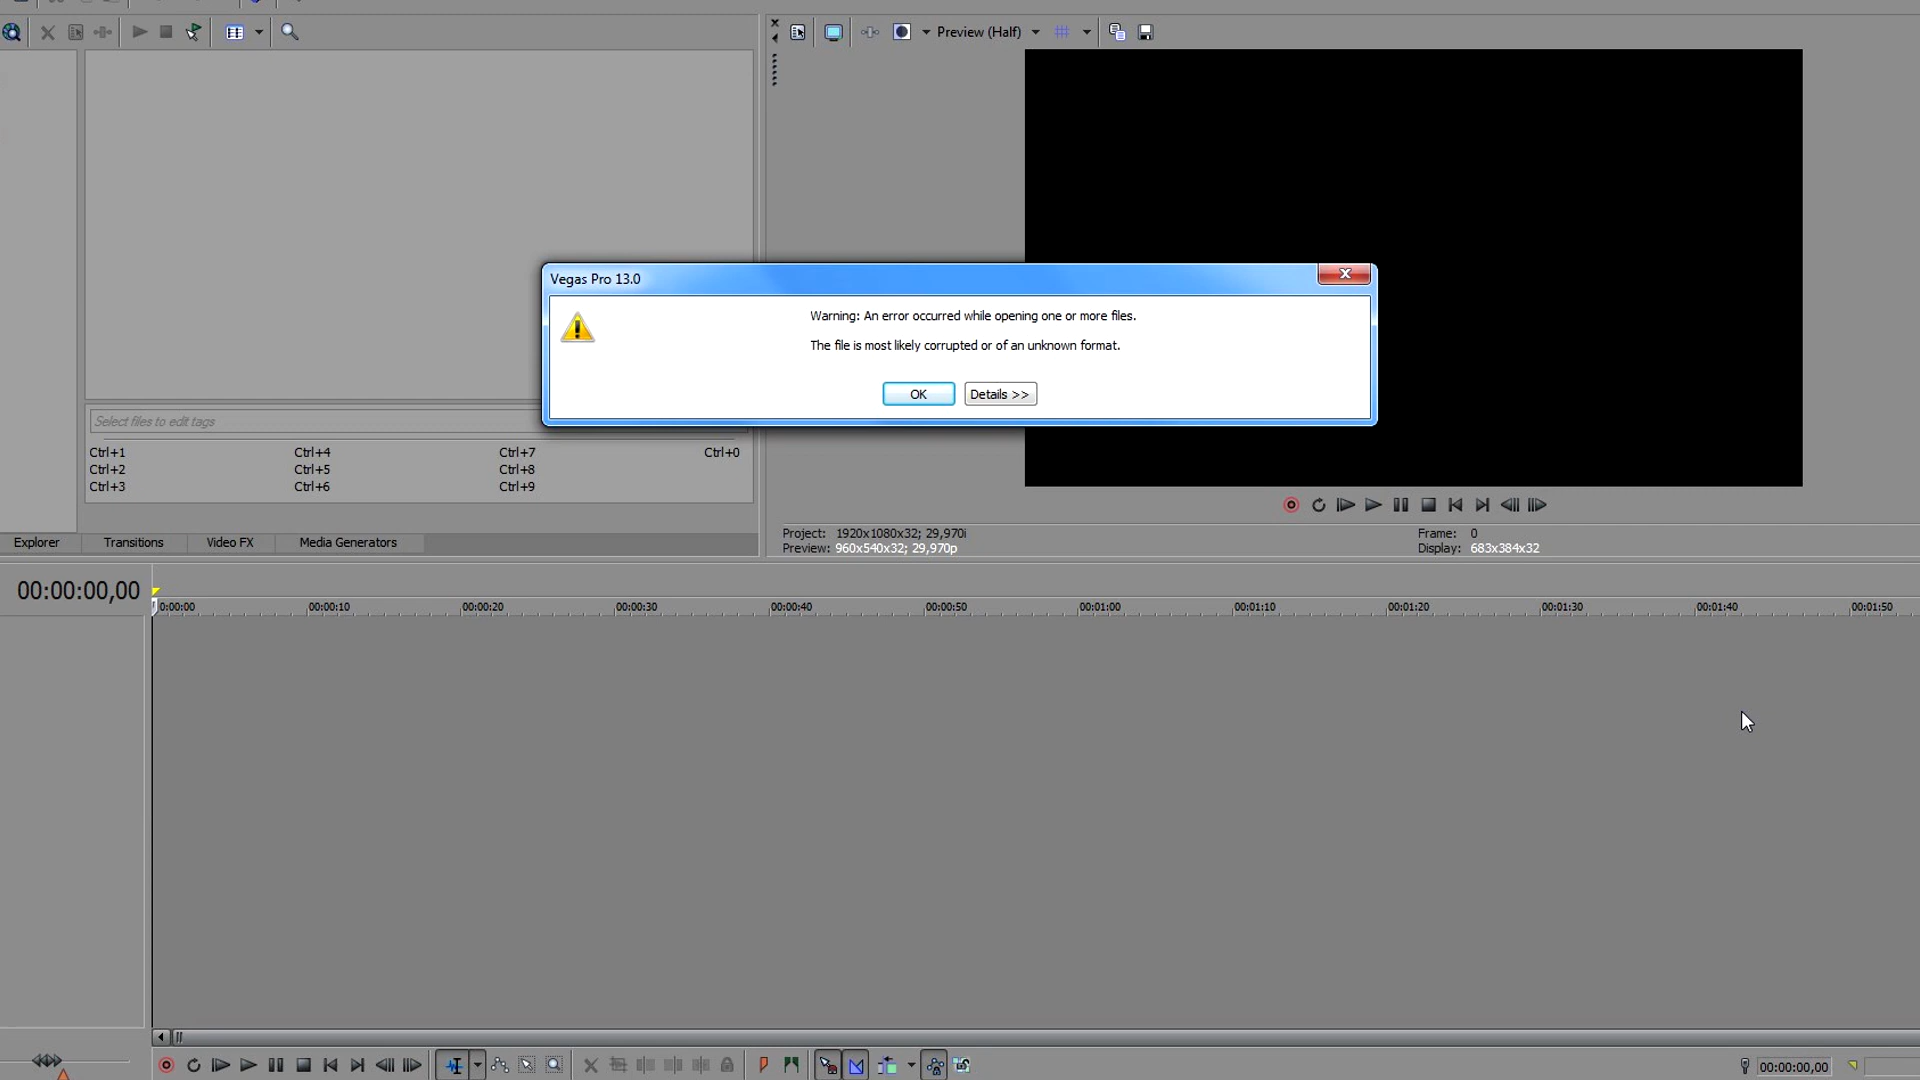 Preview (Half)
Vegas Pro 13.0
Warning: An error occurred while opening one or more files.
The file is most likely corrupted or of an unknown format.
OK
Details >>
Select files to edit tags
Ctrl+1 Ctrl+4 Ctrl+7 Ctrl+0
Ctrl+2 Ctrl+5 Ctrl+8
Ctrl+3 Ctrl+6 Ctrl+9
Explorer Transitions Video FX Media Generators
Project: 1920x1080x32; 29,970i
Preview: 960x540x32; 29,970p
Frame: 0
Display: 683x384x32
00:00:00,00
0:00:00 00:00:10 00:00:20 00:00:30 00:00:40 00:00:50 00:01:00 00:01:10 00:01:20 00:01:30 00:01:40 00:01:50
00:00:00,00